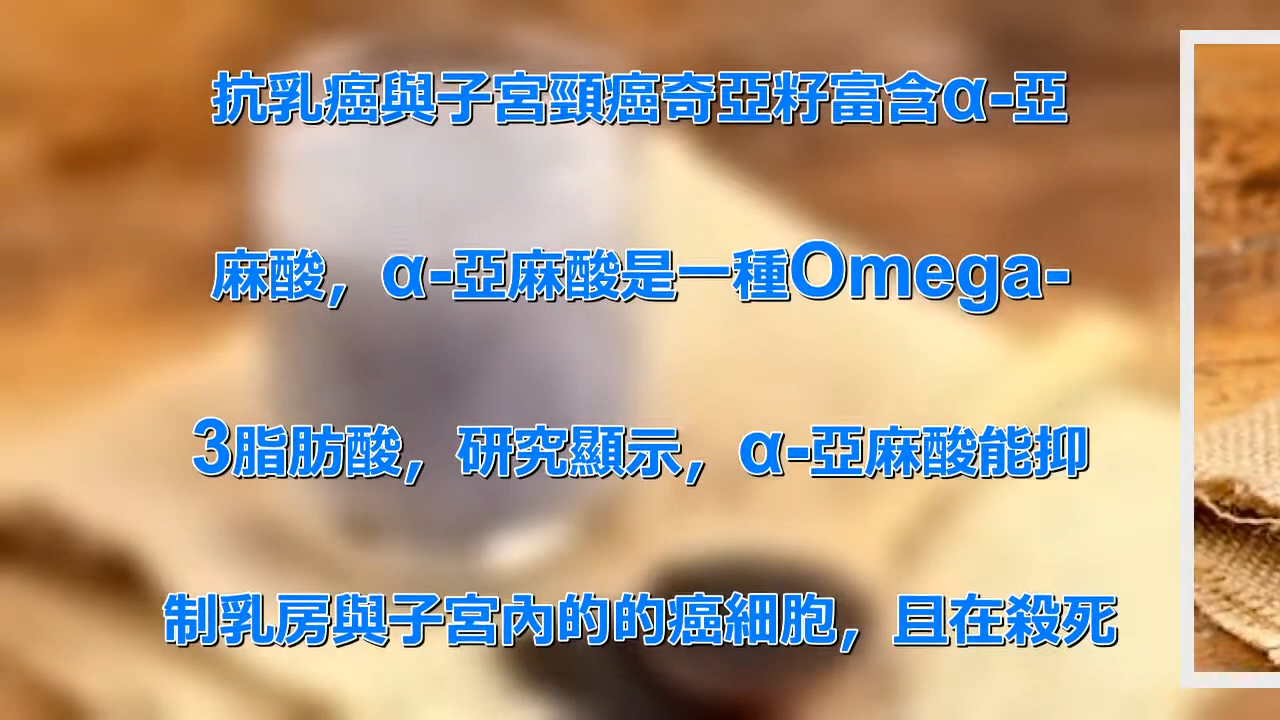 抗乳癌與子宮頸癌奇亞籽富含α-亞
麻酸，α-亞麻酸是一種Omega-
3脂肪酸，研究顯示，α-亞麻酸能抑
制乳房與子宮內的的癌細胞，且在殺死